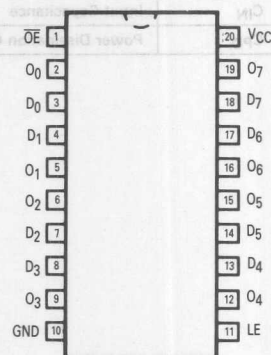 CIN
OE 1 20 VCC
O0 2 19 O7
D0 3 18 D7
D1 4 17 D6
O1 5 16 O6
O2 6 15 O5
D2 7 14 D5
D3 8 13 D4
O3 9 12 O4
GND 10 11 LE